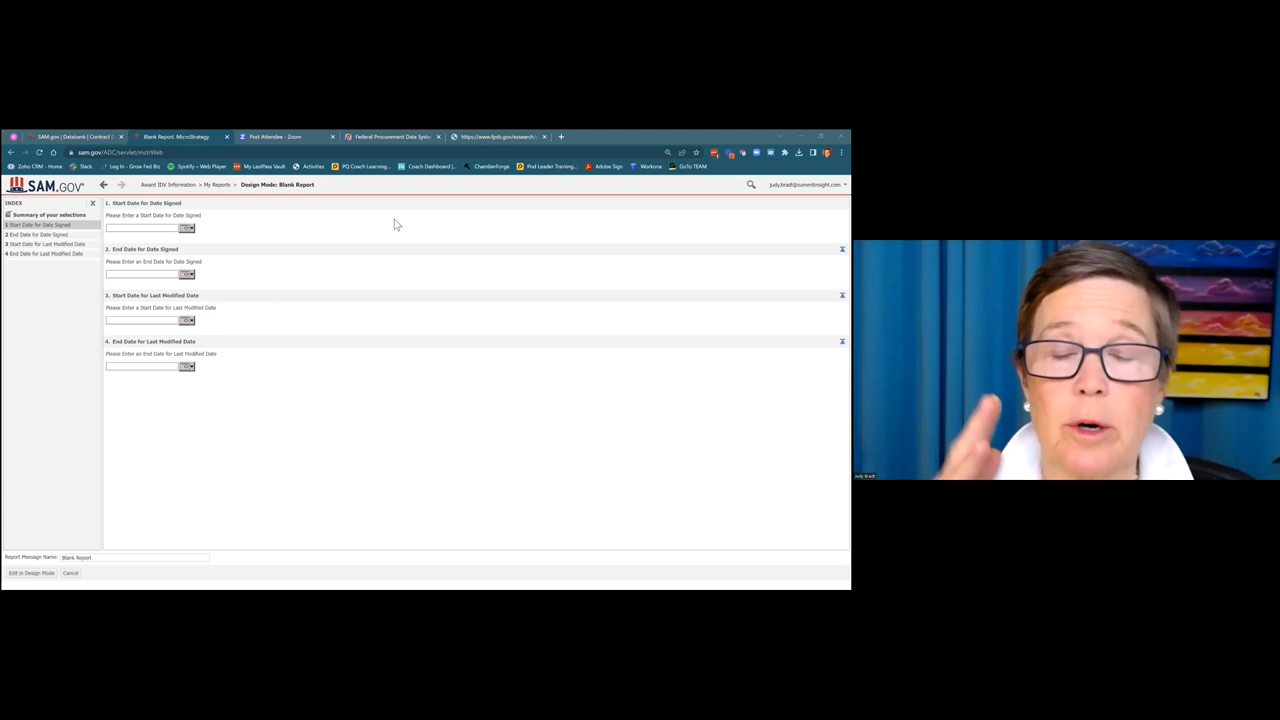 SAM.gov | Databank | Contract D
Blank Report. MicroStrategy
Post Attendee - Zoom
Federal Procurement Data System
https://www.fpds.gov/ezsearch/
sam.gov/ADC/servlet/mstrWeb
Zoho CRM - Home
Slack
Log In - Grow Fed Biz
Spotify – Web Player
My LastPass Vault
Activities
PQ Coach Learning...
Coach Dashboard |...
ChamberForge
Pod Leader Training...
Adobe Sign
Workona
GoTo TEAM
SAM.GOV®
Award IDV Information > My Reports > Design Mode: Blank Report
judy.bradt@summitinsight.com
INDEX
Summary of your selections
1 Start Date for Date Signed
2 End Date for Date Signed
3 Start Date for Last Modified Date
4 End Date for Last Modified Date
1. Start Date for Date Signed
Please Enter a Start Date for Date Signed
2. End Date for Date Signed
Please Enter an End Date for Date Signed
3. Start Date for Last Modified Date
Please Enter a Start Date for Last Modified Date
4. End Date for Last Modified Date
Please Enter an End Date for Last Modified Date
Judy Bradt
Report Message Name: Blank Report
Edit in Design Mode
Cancel